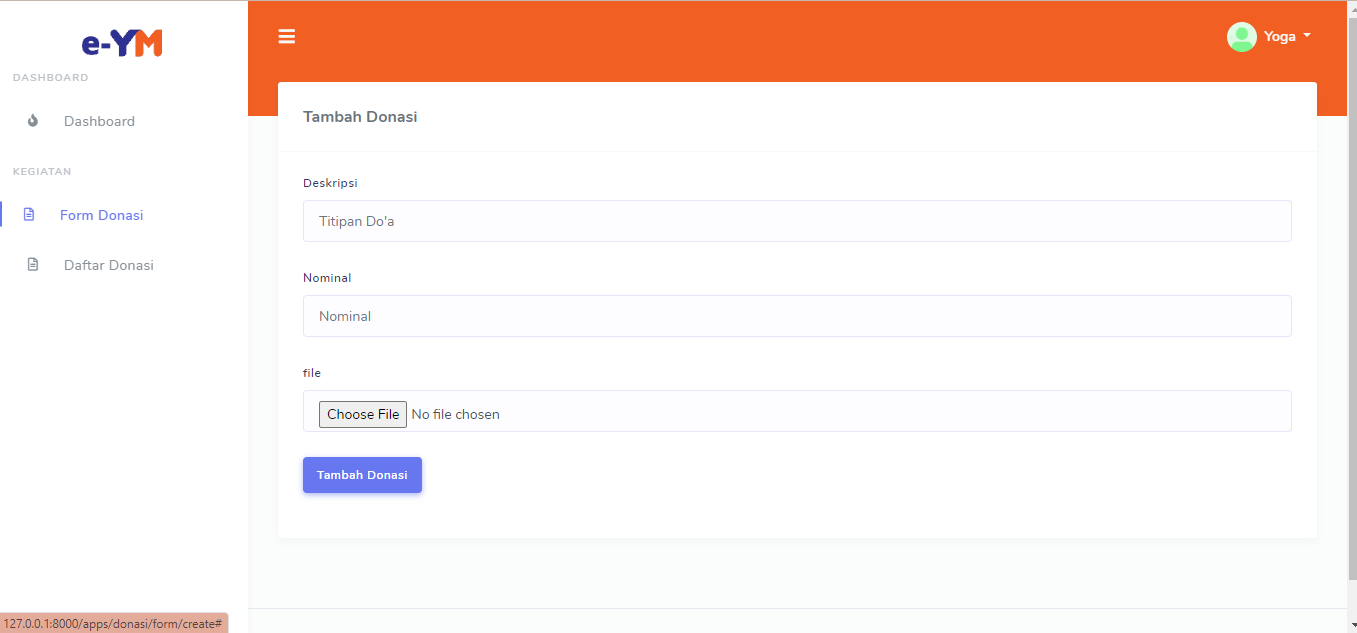 e-YM
Yoga
DASHBOARD
Dashboard
KEGIATAN
Form Donasi
Daftar Donasi
Tambah Donasi
Deskripsi
Titipan Do'a
Nominal
Nominal
file
Choose File No file chosen
Tambah Donasi
127.0.0.1:8000/apps/donasi/form/create#